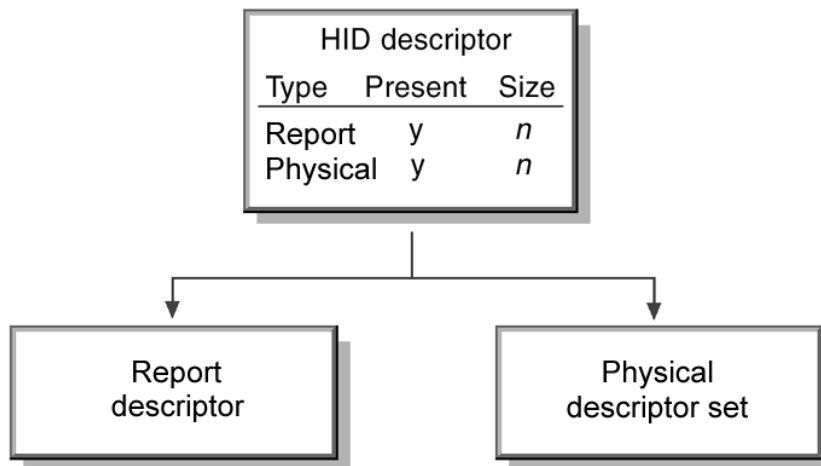 HID descriptor
Type Present Size
Report y n
Physical y n
Report
descriptor
Physical
descriptor set